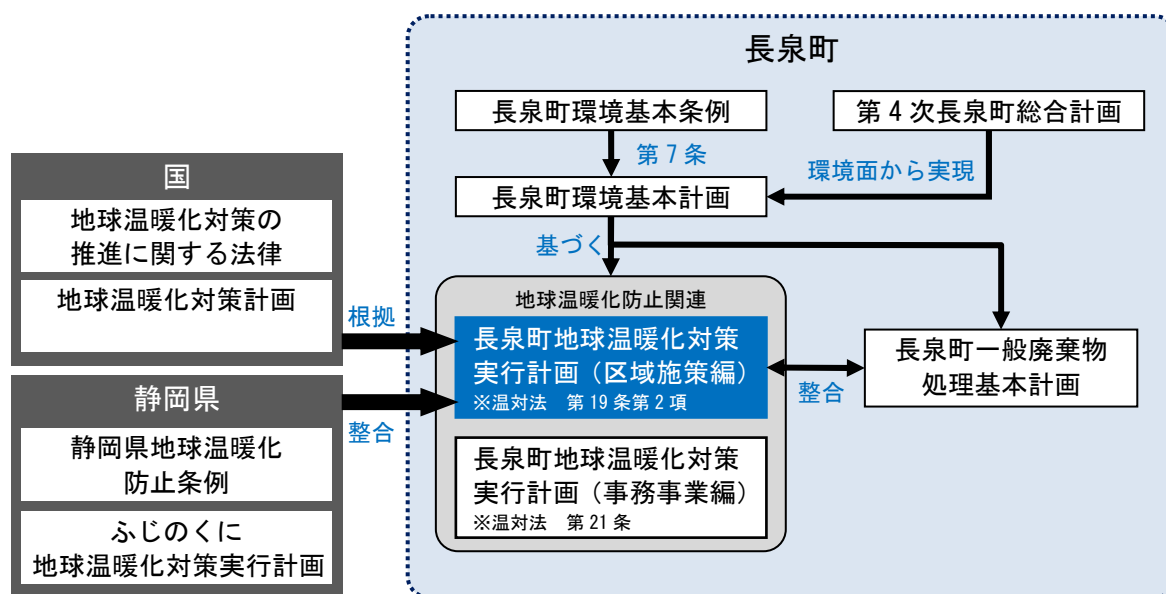 長泉町
長泉町環境基本条例
第4次長泉町総合計画
第7条
環境面から実現
長泉町環境基本計画
基づく
国
地球温暖化対策の
推進に関する法律
地球温暖化対策計画
根拠
静岡県
整合
静岡県地球温暖化
防止条例
ふじのくに
地球温暖化対策実行計画
地球温暖化防止関連
長泉町地球温暖化対策
実行計画（区域施策編）
※温対法　第19条第2項
整合
長泉町一般廃棄物
処理基本計画
長泉町地球温暖化対策
実行計画（事務事業編）
※温対法　第21条